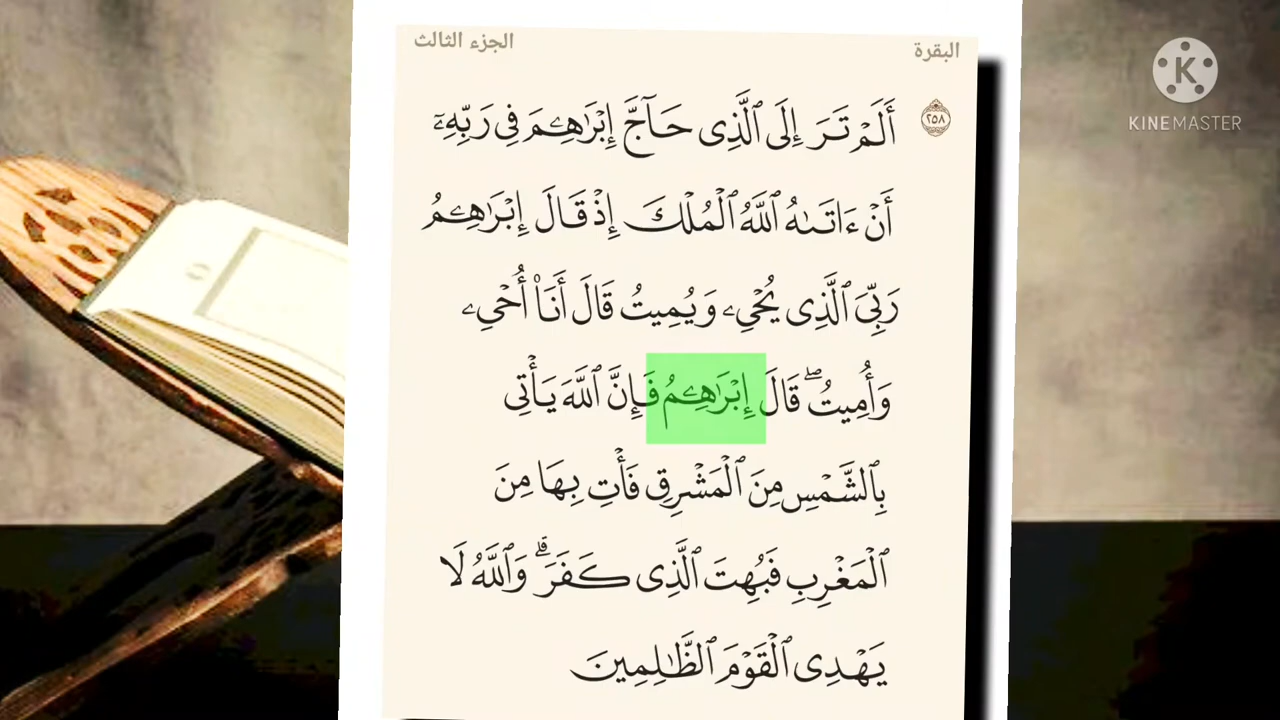 البقرة
الجزء الثالث
٢٥٨
أَلَمْ تَرَ إِلَى ٱلَّذِى حَآجَّ إِبْرَٰهِۦمَ فِى رَبِّهِۦٓ
أَنْ ءَاتَىٰهُ ٱللَّهُ ٱلْمُلْكَ إِذْ قَالَ إِبْرَٰهِۦمُ
رَبِّىَ ٱلَّذِى يُحْىِۦ وَيُمِيتُ قَالَ أَنَا۠ أُحْىِۦ
وَأُمِيتُ ۖ قَالَ إِبْرَٰهِۦمُ فَإِنَّ ٱللَّهَ يَأْتِى
بِٱلشَّمْسِ مِنَ ٱلْمَشْرِقِ فَأْتِ بِهَا مِنَ
ٱلْمَغْرِبِ فَبُهِتَ ٱلَّذِى كَفَرَ ۗ وَٱللَّهُ لَا
يَهْدِى ٱلْقَوْمَ ٱلظَّٰلِمِينَ
K
KINEMASTER